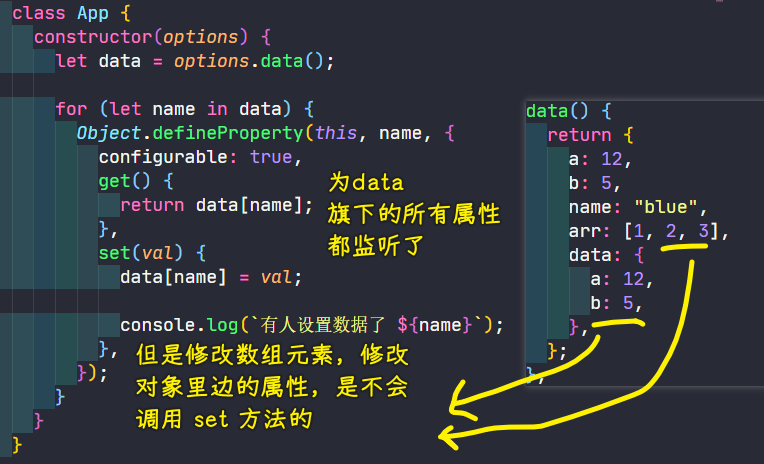 class App {
constructor(options) {
let data = options.data();
for (let name in data) {
Object.defineProperty(this, name, {
configurable: true,
get() {
return data[name];
},
set(val) {
data[name] = val;
console.log(`有人设置数据了 ${name}`);
},
});
}
}
}
为data
旗下的所有属性
都监听了
但是修改数组元素，修改
对象里边的属性，是不会
调用 set 方法的
data() {
return {
a: 12,
b: 5,
name: "blue",
arr: [1, 2, 3],
data: {
a: 12,
b: 5,
},
};
},